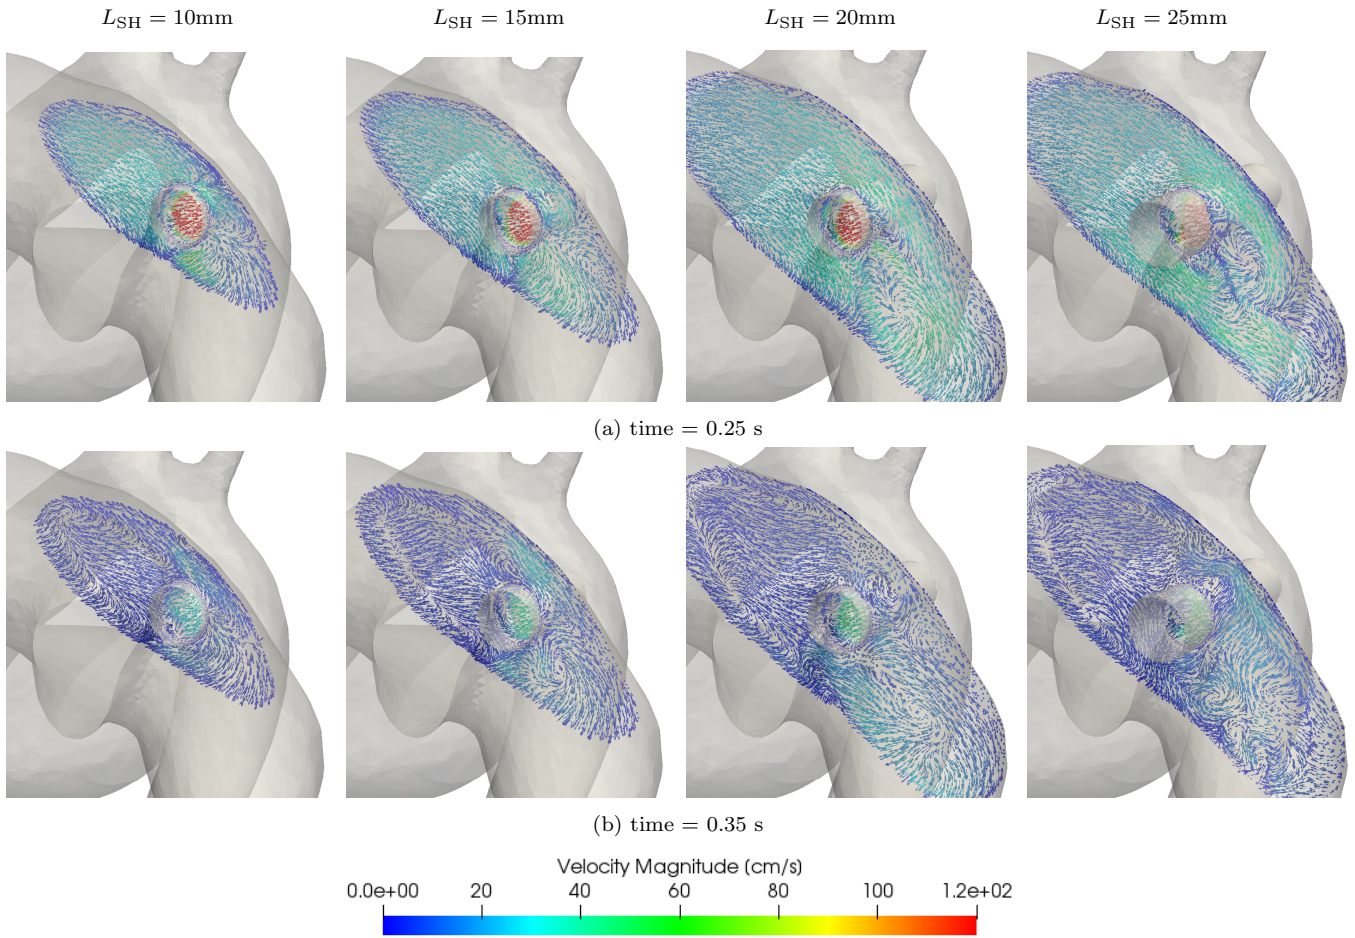 L_SH = 10mm L_SH = 15mm L_SH = 20mm L_SH = 25mm
(a) time = 0.25 s
(b) time = 0.35 s
Velocity Magnitude (cm/s)
0.0e+00 20 40 60 80 100 1.2e+02